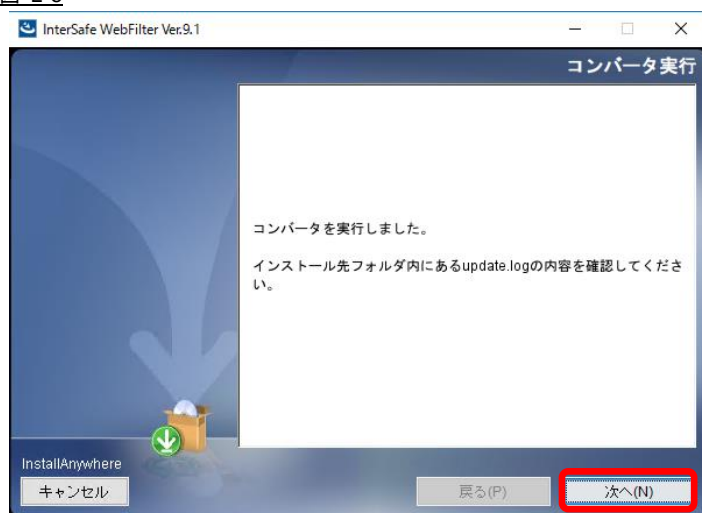 InterSafe WebFilter Ver.9.1
コンバータ実行
コンバータを実行しました。
インストール先フォルダ内にあるupdate.logの内容を確認してくださ
い。
InstallAnywhere
キャンセル
戻る(P)
次へ(N)